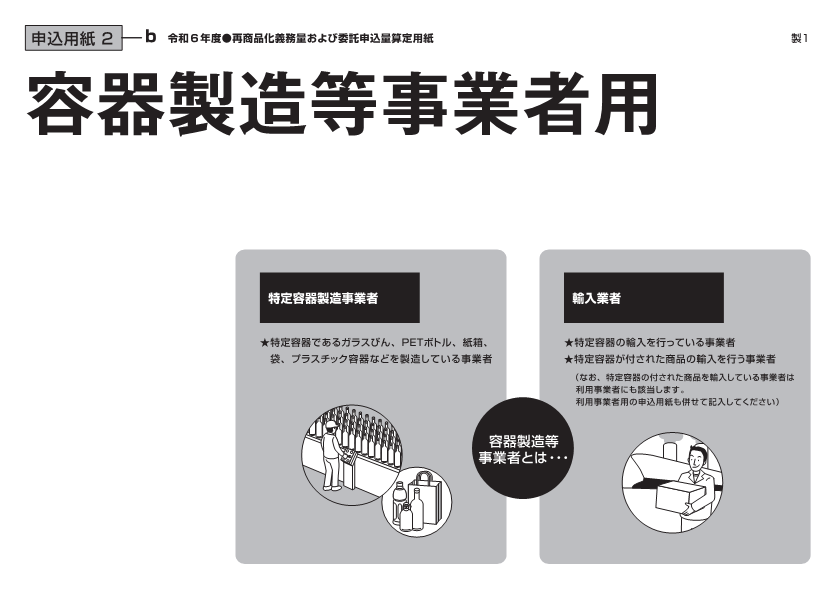 申込用紙 2 b 令和６年度●再商品化義務量および委託申込量算定用紙
製1
容器製造等事業者用
特定容器製造事業者
★特定容器であるガラスびん、PETボトル、紙箱、
袋、プラスチック容器などを製造している事業者
容器製造等
事業者とは・・・
輸入業者
★特定容器の輸入を行っている事業者
★特定容器が付された商品の輸入を行う事業者
（なお、特定容器の付された商品を輸入している事業者は
利用事業者にも該当します。
利用事業者用の申込用紙も併せて記入してください）